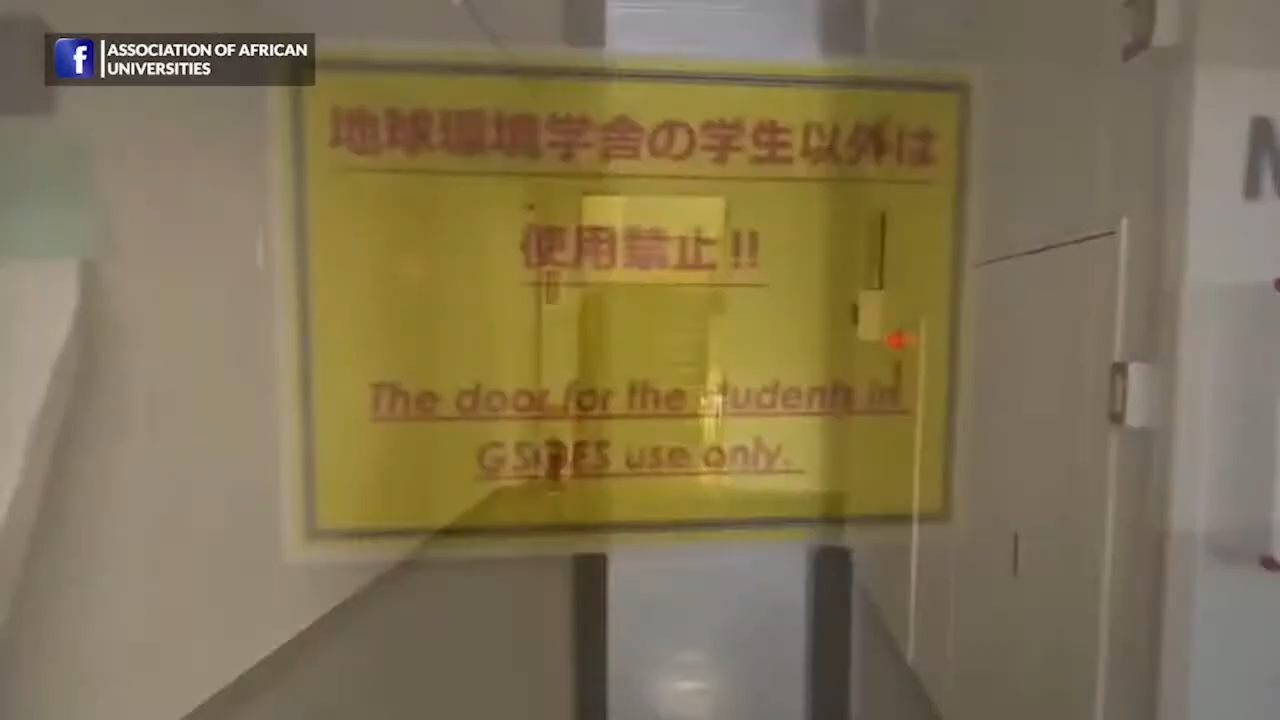 ASSOCIATION OF AFRICAN
UNIVERSITIES
地球環境学舎の学生以外は
使用禁止!!
The door for the students in
GSGES use only.